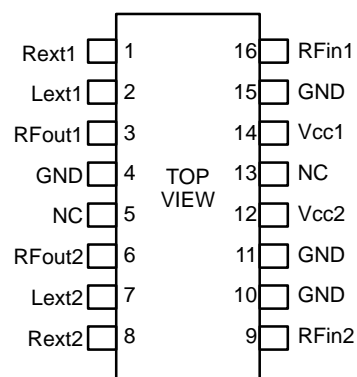 Rext1 1 16 RFin1
Lext1 2 15 GND
RFout1 3 14 Vcc1
GND 4 TOP VIEW 13 NC
NC 5 12 Vcc2
RFout2 6 11 GND
Lext2 7 10 GND
Rext2 8 9 RFin2